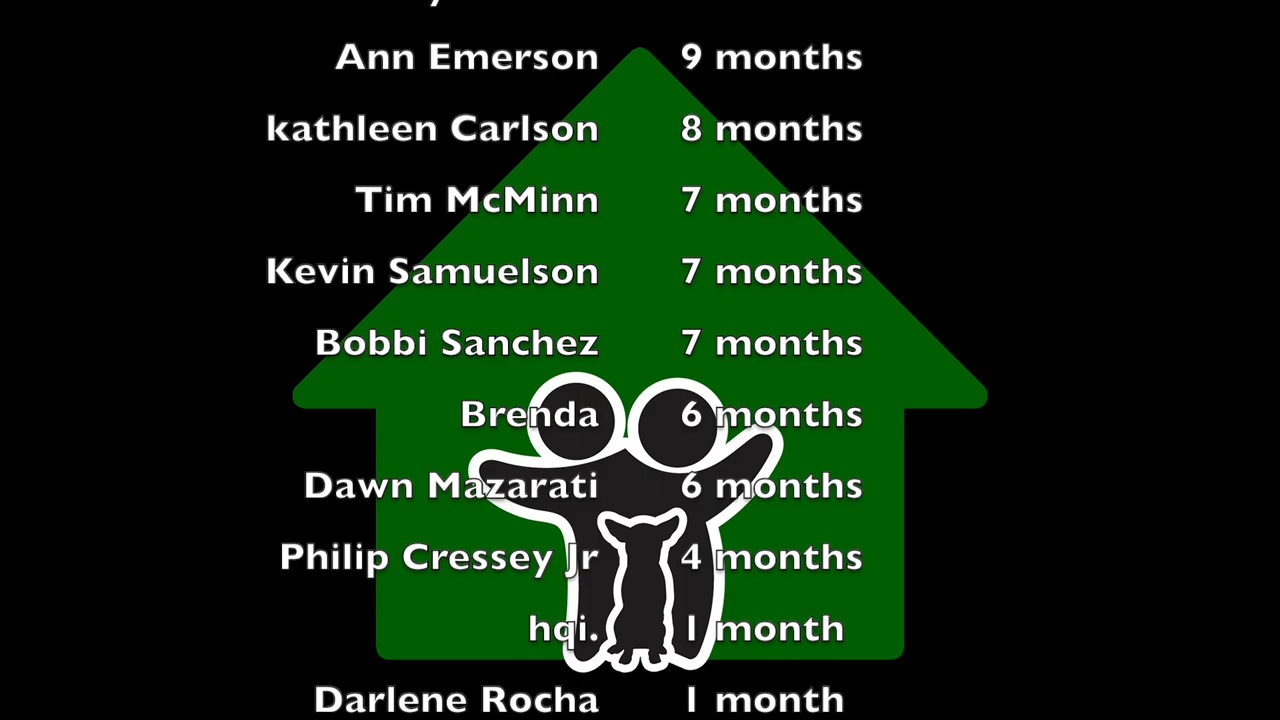 Ann Emerson 9 months
kathleen Carlson 8 months
Tim McMinn 7 months
Kevin Samuelson 7 months
Bobbi Sanchez 7 months
Brenda 6 months
Dawn Mazarati 6 months
Philip Cressey Jr 4 months
hqi. 1 month
Darlene Rocha 1 month